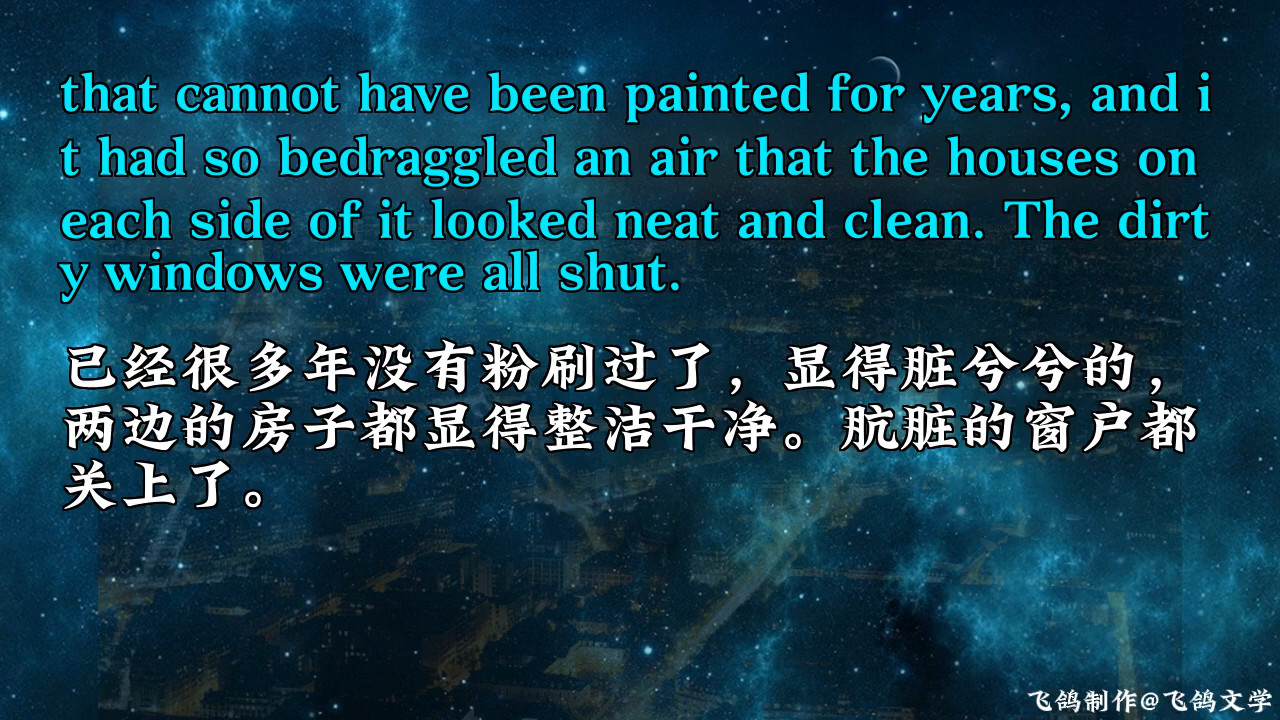 that cannot have been painted for years, and i
t had so bedraggled an air that the houses on
each side of it looked neat and clean. The dirt
y windows were all shut.
已经很多年没有粉刷过了，显得脏兮兮的，
两边的房子都显得整洁干净。肮脏的窗户都
关上了。
飞鸽制作@飞鸽文学